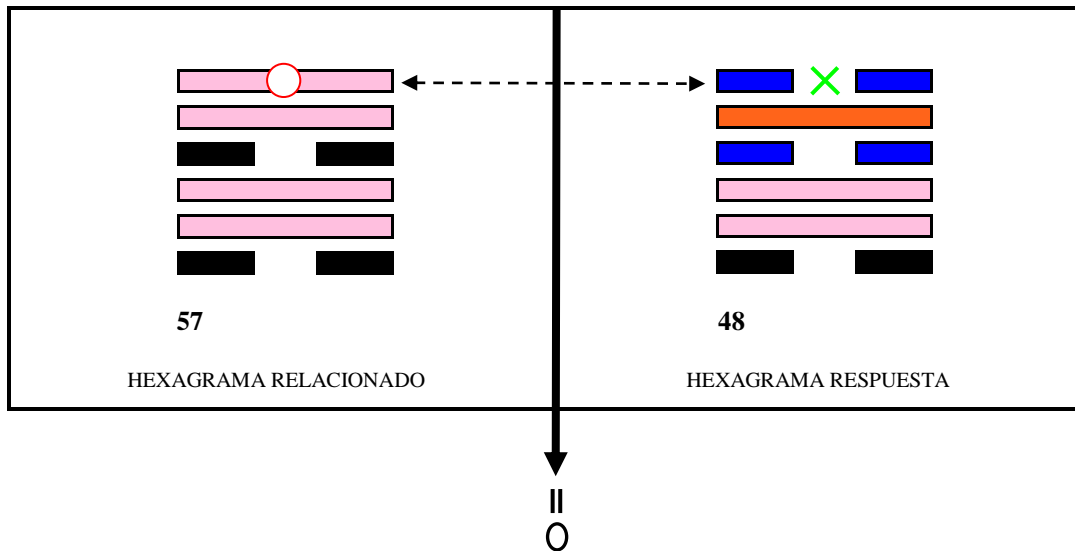 57
48
HEXAGRAMA RELACIONADO
HEXAGRAMA RESPUESTA
=
O